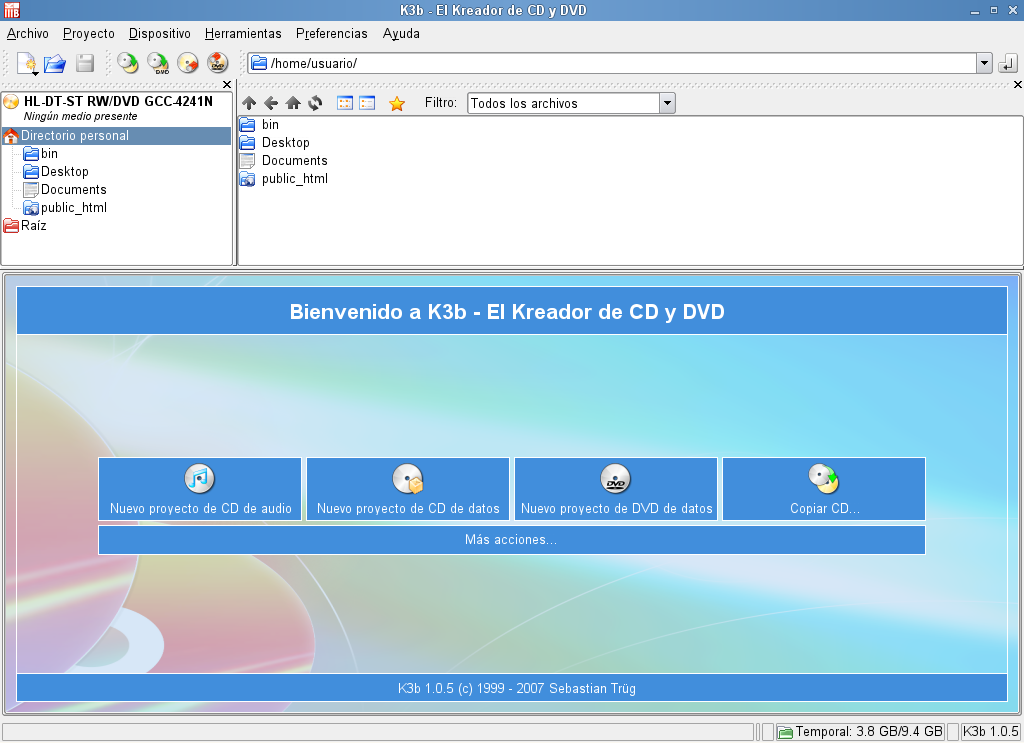 K3b - El Kreador de CD y DVD
Archivo Proyecto Dispositivo Herramientas Preferencias Ayuda
/home/usuario/
HL-DT-ST RW/DVD GCC-4241N
Ningún medio presente
Directorio personal
bin
Desktop
Documents
public_html
Raíz
Filtro: Todos los archivos
bin
Desktop
Documents
public_html
Bienvenido a K3b - El Kreador de CD y DVD
Nuevo proyecto de CD de audio
Nuevo proyecto de CD de datos
DVD
Nuevo proyecto de DVD de datos
Copiar CD...
Más acciones...
K3b 1.0.5 (c) 1999 - 2007 Sebastian Trüg
Temporal: 3.8 GB/9.4 GB K3b 1.0.5